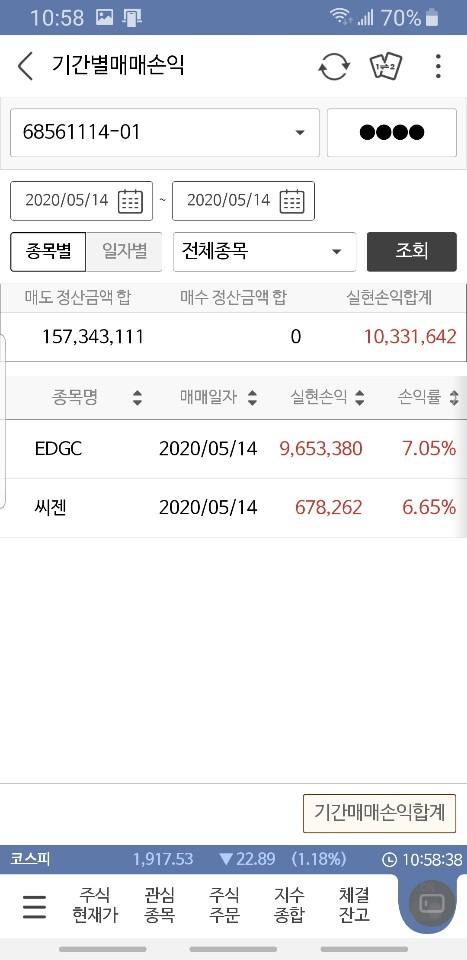 10:58 70%
기간별매매손익
1⇌2
68561114-01 ●●●●
2020/05/14 ~ 2020/05/14
종목별 일자별 전체종목 조회
매도 정산금액 합 매수 정산금액 합 실현손익합계
157,343,111 0 10,331,642
종목명 매매일자 실현손익 손익률
EDGC 2020/05/14 9,653,380 7.05%
씨젠 2020/05/14 678,262 6.65%
기간매매손익합계
코스피 1,917.53 ▼22.89 (1.18%) 10:58:38
주식 관심 주식 지수 체결
현재가 종목 주문 종합 잔고